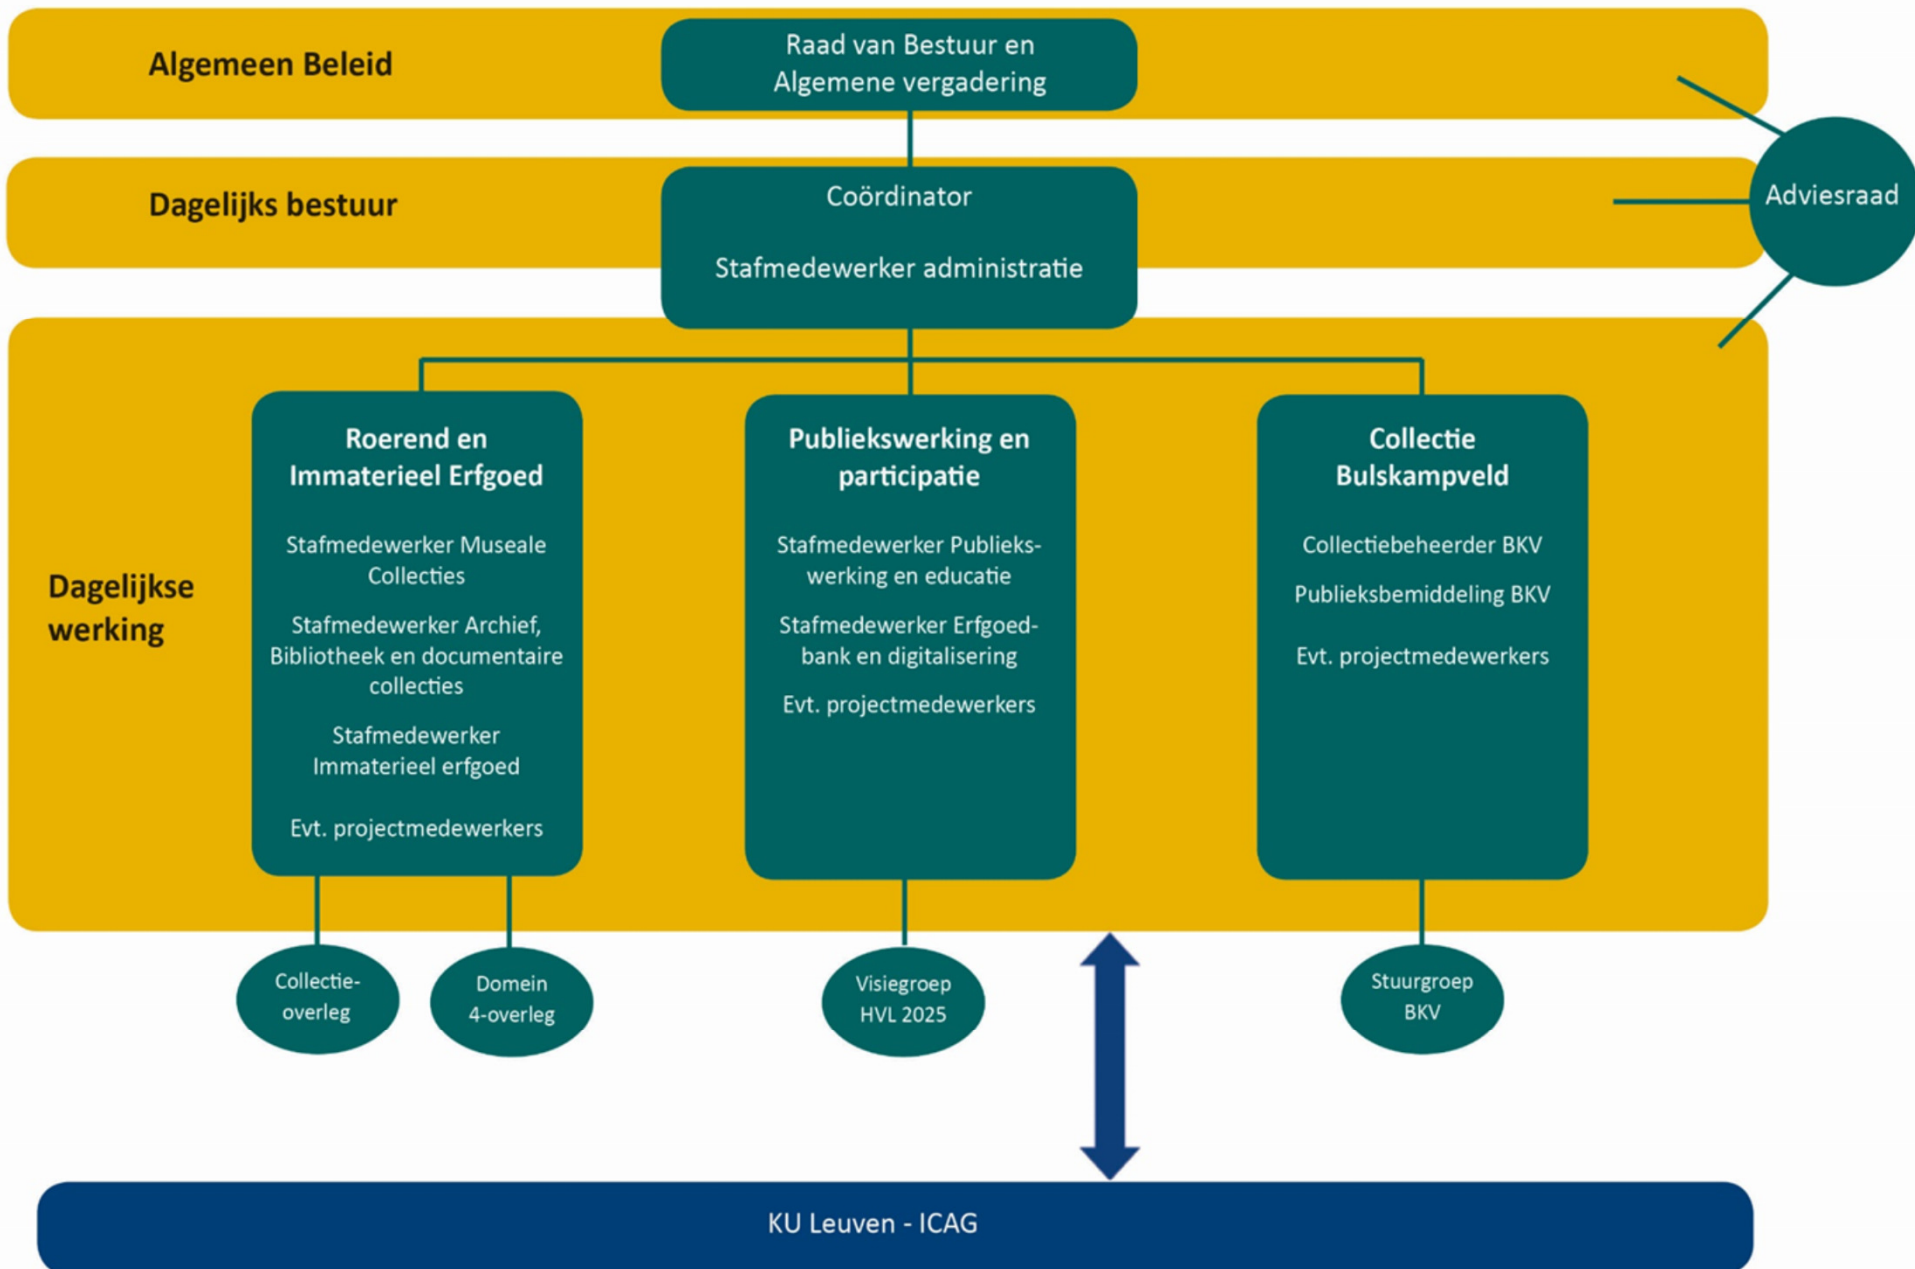 Algemeen Beleid
Raad van Bestuur en
Algemene vergadering
Dagelijks bestuur
Coördinator
Stafmedewerker administratie
Adviesraad
Dagelijkse
werking
Roerend en
Immaterieel Erfgoed
Stafmedewerker Museale
Collecties
Stafmedewerker Archief,
Bibliotheek en documentaire
collecties
Stafmedewerker
Immaterieel erfgoed
Evt. projectmedewerkers
Publiekswerking en
participatie
Stafmedewerker Publieks-
werking en educatie
Stafmedewerker Erfgoed-
bank en digitalisering
Evt. projectmedewerkers
Collectie
Bulskampveld
Collectiebeheerder BKV
Publieksbemiddeling BKV
Evt. projectmedewerkers
Collectie-
overleg
Domein
4-overleg
Visiegroep
HVL 2025
Stuurgroep
BKV
KU Leuven - ICAG